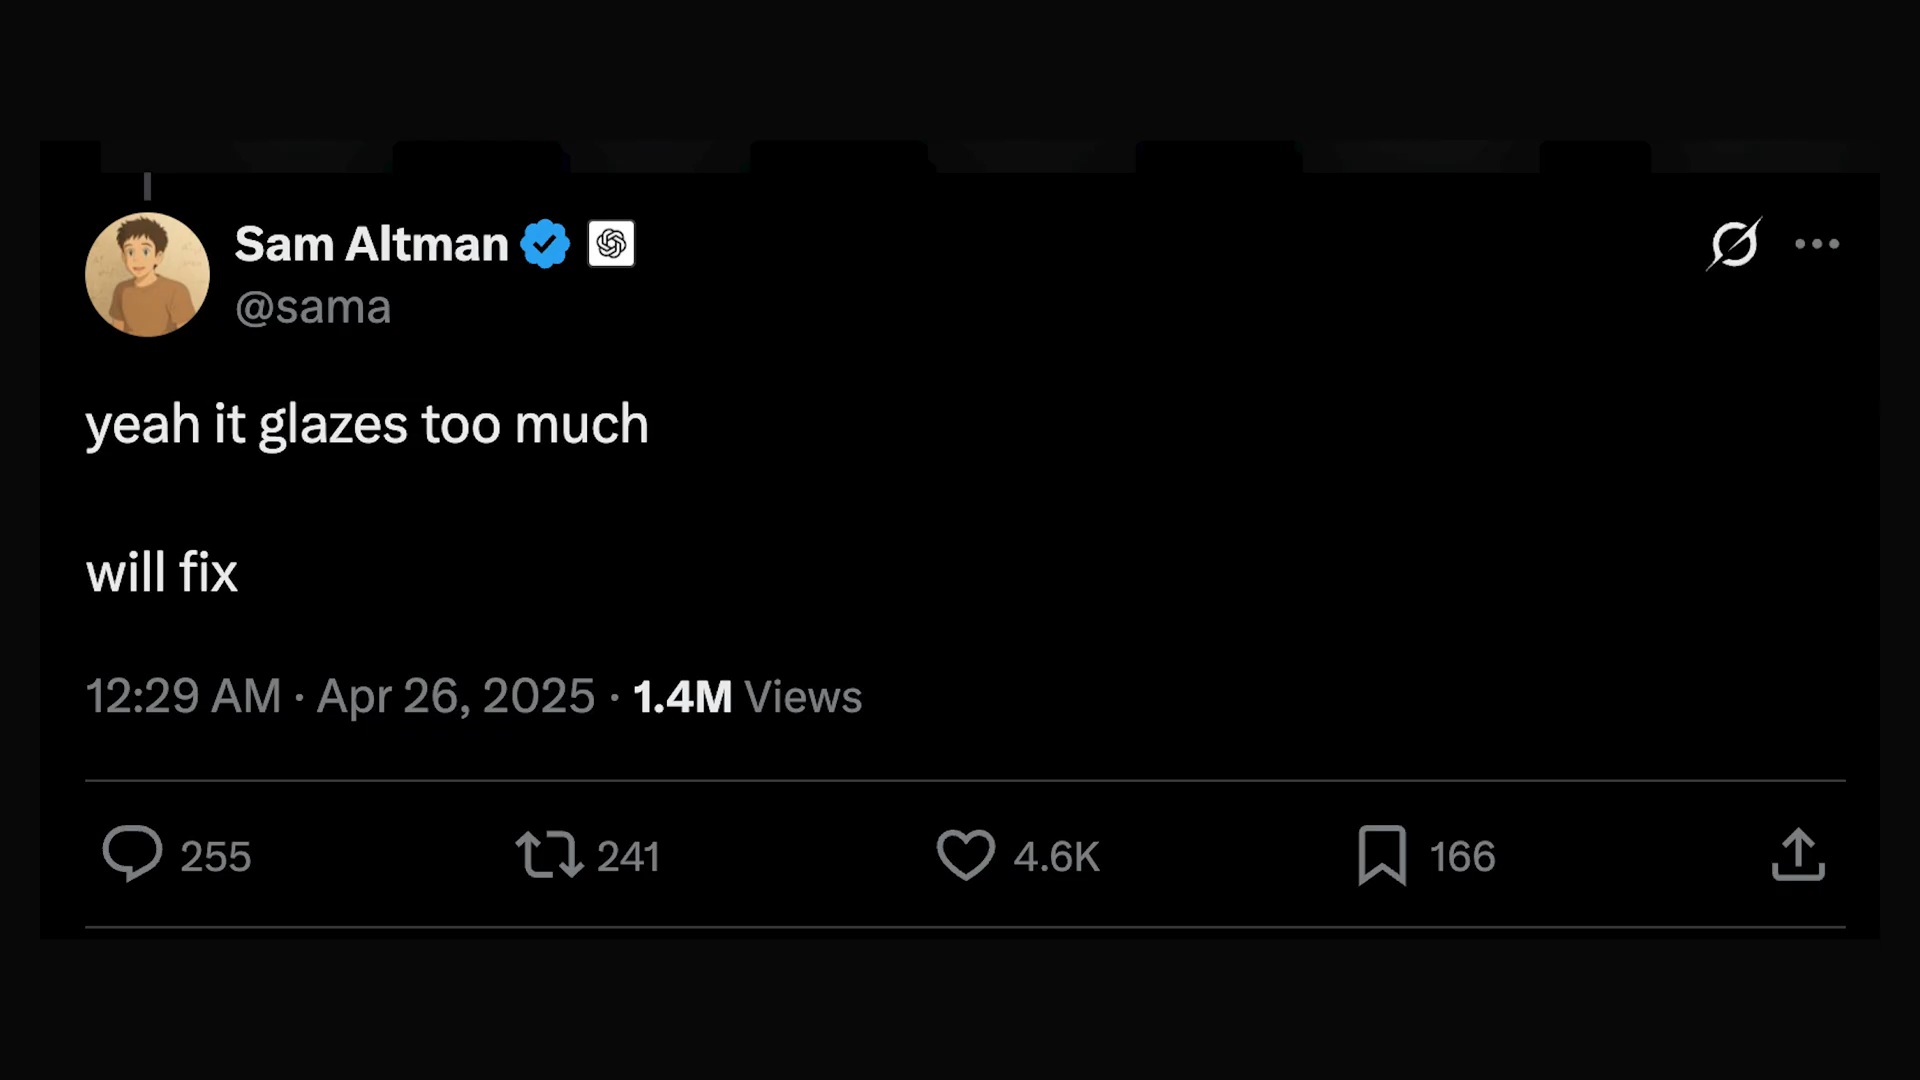 Sam Altman
@sama
yeah it glazes too much
will fix
12:29 AM · Apr 26, 2025 · 1.4M Views
255 241 4.6K 166